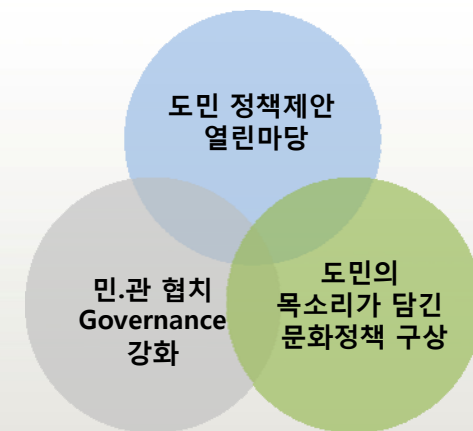 도민 정책제안
열린마당
민.관 협치
Governance
강화
도민의
목소리가 담긴
문화정책 구상